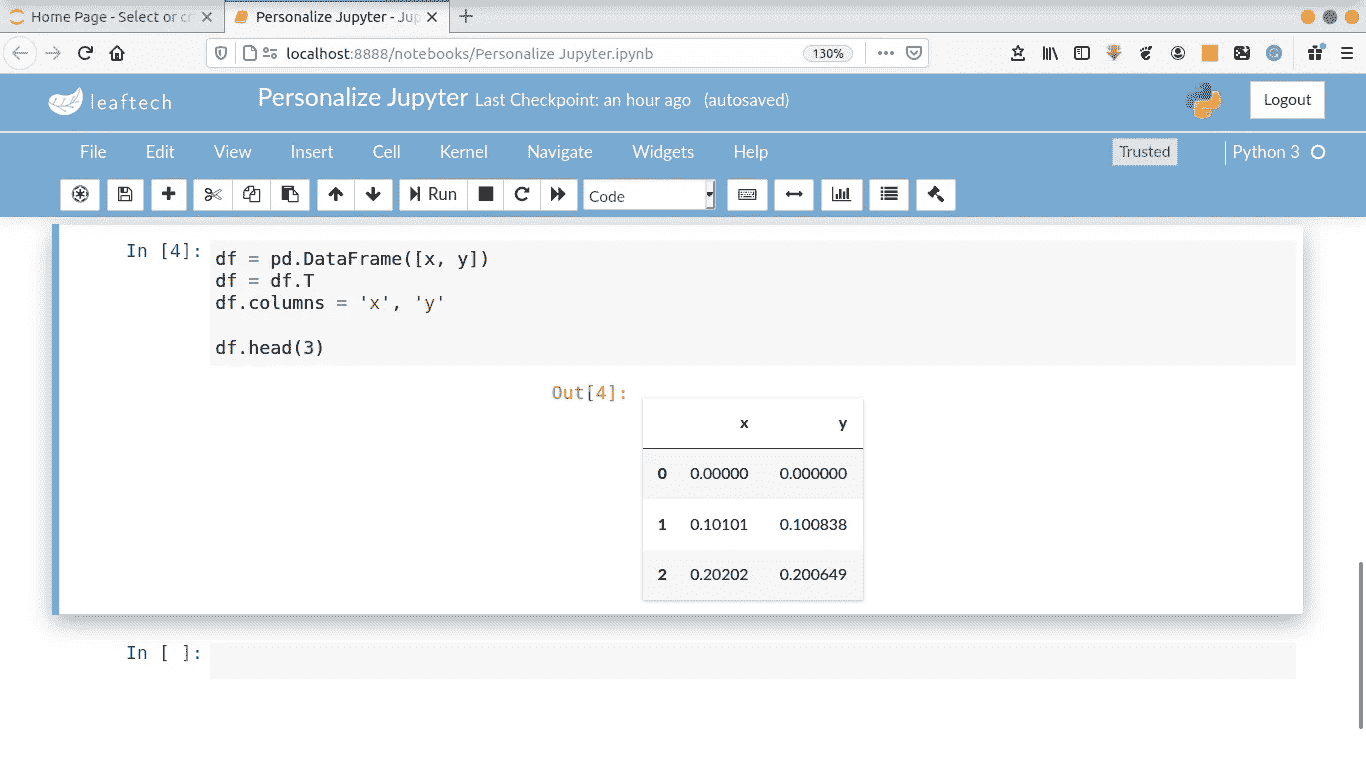 Home Page - Select or cr
Personalize Jupyter - Jup
localhost:8888/notebooks/Personalize Jupyter.ipynb
130%
leaftech
Personalize Jupyter Last Checkpoint: an hour ago (autosaved)
Logout
File Edit View Insert Cell Kernel Navigate Widgets Help
Trusted
Python 3
Run
Code
In [4]:
df = pd.DataFrame([x, y])
df = df.T
df.columns = 'x', 'y'
df.head(3)
Out[4]:
x y
0 0.00000 0.000000
1 0.10101 0.100838
2 0.20202 0.200649
In [ ]: